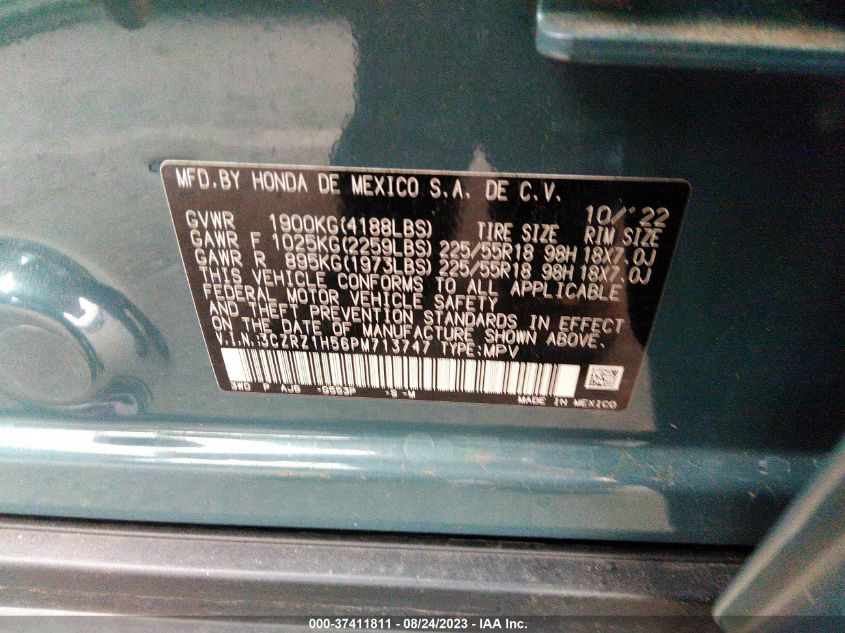 MFD.BY HONDA DE MEXICO S.A. DE C.V.
10/'22
GVWR 1900KG(4188LBS) TIRE SIZE RIM SIZE
GAWR F 1025KG(2259LBS) 225/55R18 98H 18X7.0J
GAWR R 895KG(1973LBS) 225/55R18 98H 18X7.0J
THIS VEHICLE CONFORMS TO ALL APPLICABLE
FEDERAL MOTOR VEHICLE SAFETY
AND THEFT PREVENTION STANDARDS IN EFFECT
ON THE DATE OF MANUFACTURE SHOWN ABOVE.
V.I.N.:3CZRZ1H56PM713747 TYPE:MPV
3W0 P AJB -G553P -B -M
MADE IN MEXICO
000-37411811 - 08/24/2023 - IAA Inc.